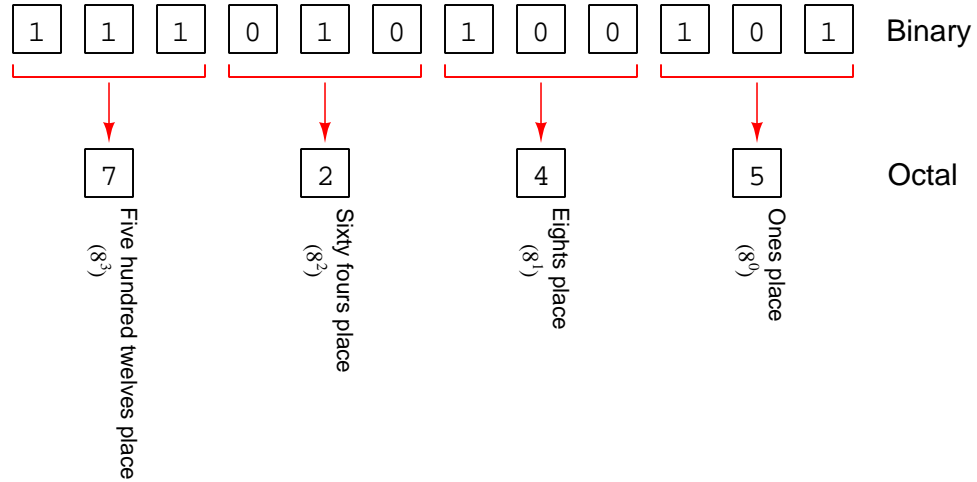 1 1 1 0 1 0 1 0 0 1 0 1 Binary
7 2 4 5 Octal
Five hundred twelves place
(8³)
Sixty fours place
(8²)
Eights place
(8¹)
Ones place
(8⁰)